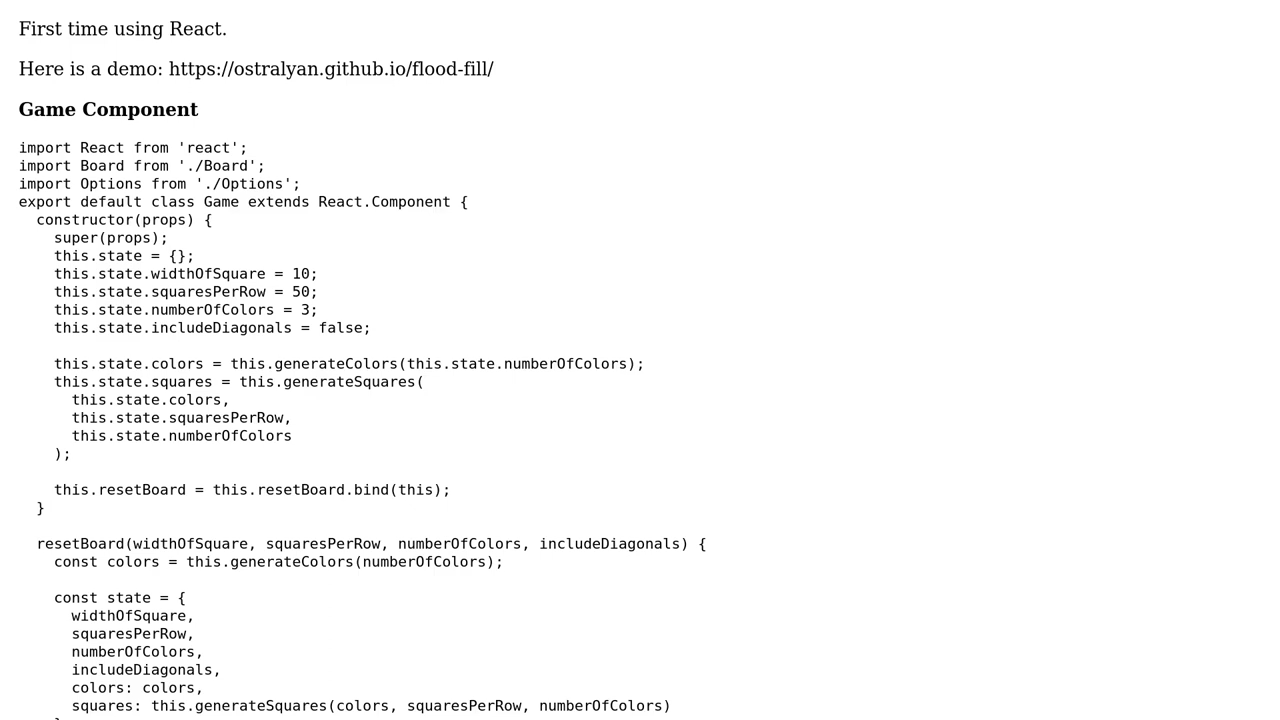 First time using React.
Here is a demo: https://ostralyan.github.io/flood-fill/
Game Component
import React from 'react';
import Board from './Board';
import Options from './Options';
export default class Game extends React.Component {
  constructor(props) {
    super(props);
    this.state = {};
    this.state.widthOfSquare = 10;
    this.state.squaresPerRow = 50;
    this.state.numberOfColors = 3;
    this.state.includeDiagonals = false;

    this.state.colors = this.generateColors(this.state.numberOfColors);
    this.state.squares = this.generateSquares(
      this.state.colors,
      this.state.squaresPerRow,
      this.state.numberOfColors
    );

    this.resetBoard = this.resetBoard.bind(this);
  }

  resetBoard(widthOfSquare, squaresPerRow, numberOfColors, includeDiagonals) {
    const colors = this.generateColors(numberOfColors);

    const state = {
      widthOfSquare,
      squaresPerRow,
      numberOfColors,
      includeDiagonals,
      colors: colors,
      squares: this.generateSquares(colors, squaresPerRow, numberOfColors)